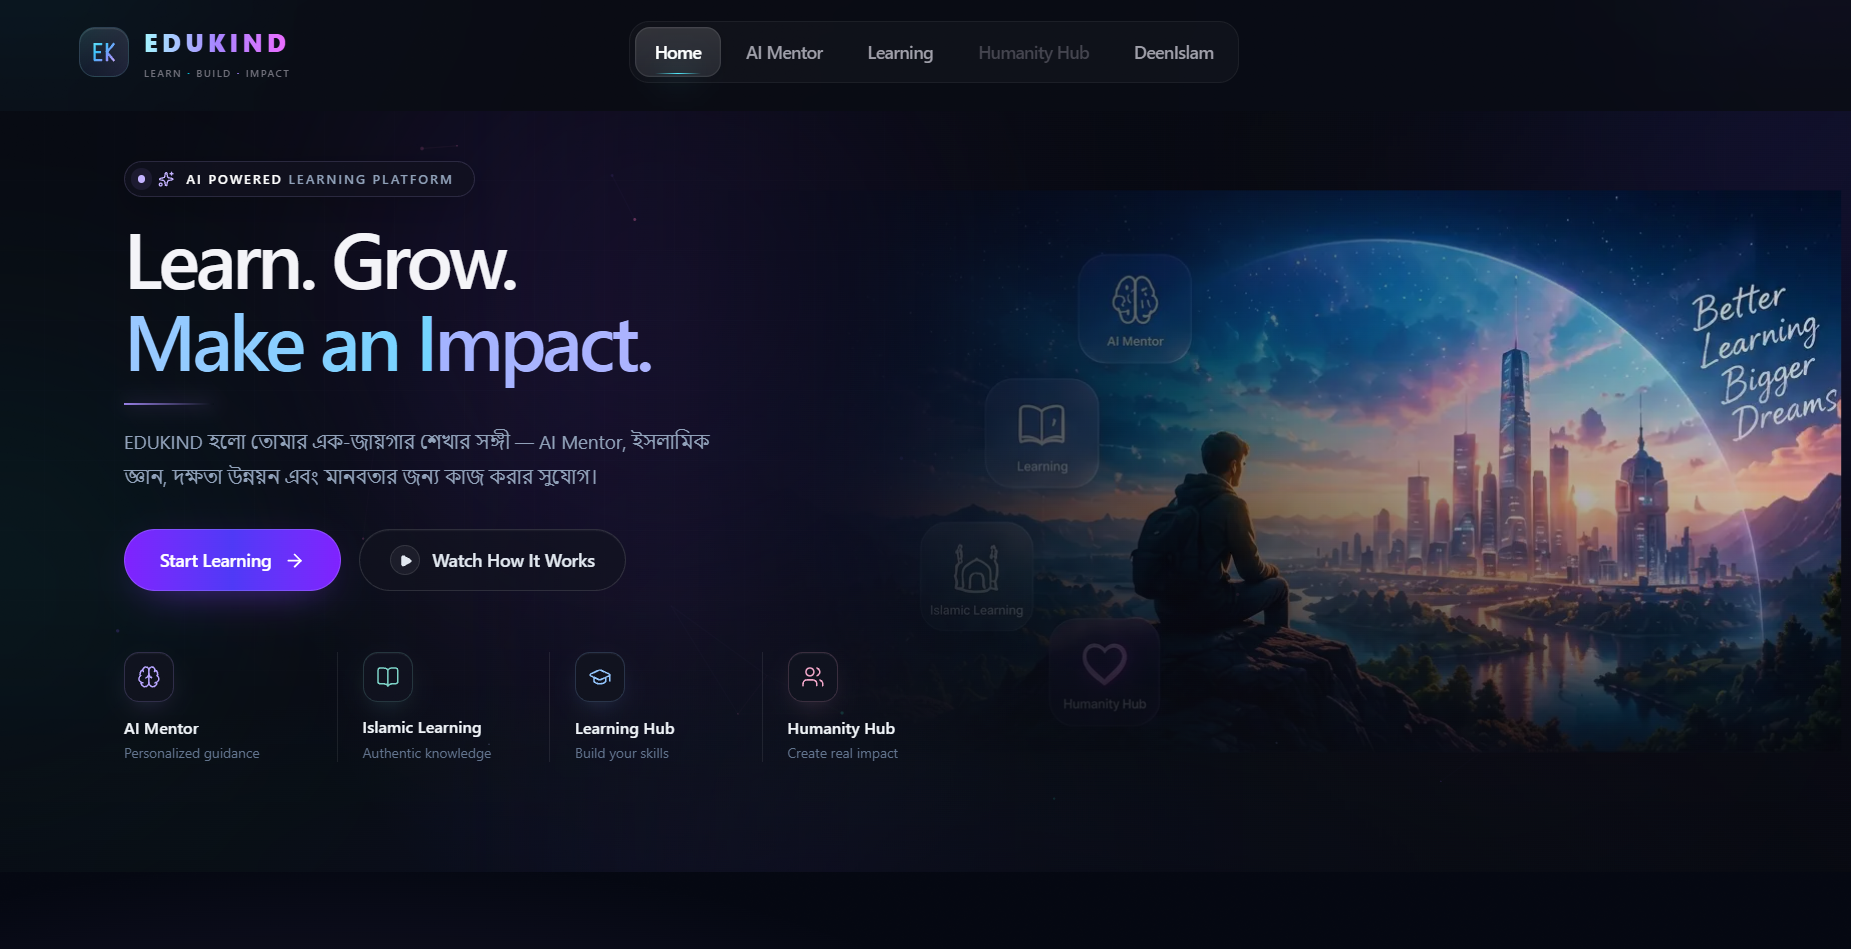 EK
EDUKIND
LEARN · BUILD · IMPACT
Home
AI Mentor
Learning
Humanity Hub
DeenIslam
AI POWERED LEARNING PLATFORM
Learn. Grow.
Make an Impact.
EDUKIND হলো তোমার এক-জায়গার শেখার সঙ্গী — AI Mentor, ইসলামিক
জ্ঞান, দক্ষতা উন্নয়ন এবং মানবতার জন্য কাজ করার সুযোগ।
Start Learning
Watch How It Works
AI Mentor
Personalized guidance
Islamic Learning
Authentic knowledge
Learning Hub
Build your skills
Humanity Hub
Create real impact
AI Mentor
Learning
Islamic Learning
Humanity Hub
Better
Learning
Bigger
Dreams